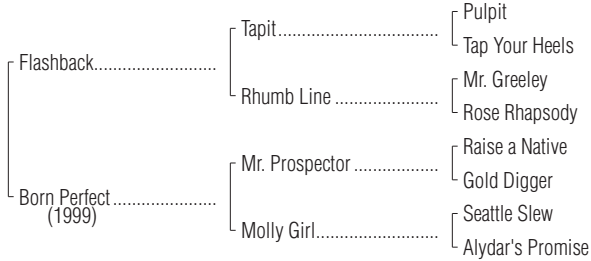 Pulpit
Tapit
Tap Your Heels
Flashback
Mr. Greeley
Rhumb Line
Rose Rhapsody
Raise a Native
Mr. Prospector
Gold Digger
Born Perfect
(1999)
Seattle Slew
Molly Girl
Alydar's Promise